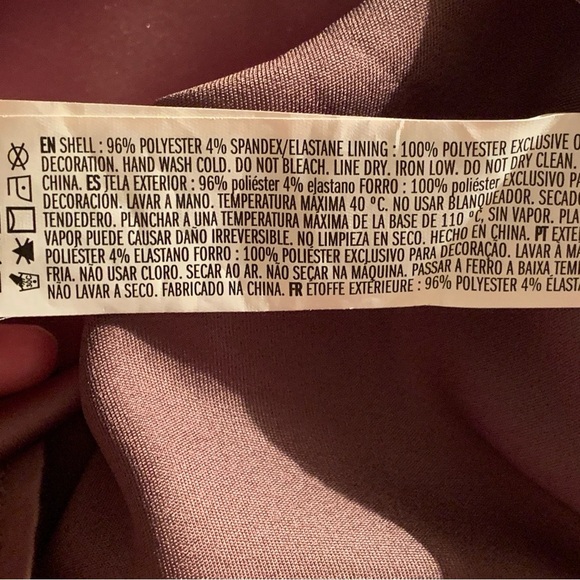 EN SHELL : 96% POLYESTER 4% SPANDEX/ELASTANE LINING : 100% POLYESTER EXCLUSIVE O
DECORATION. HAND WASH COLD. DO NOT BLEACH. LINE DRY. IRON LOW. DO NOT DRY CLEAN.
CHINA. ES TELA EXTERIOR : 96% poliéster 4% elastano FORRO : 100% poliéster EXCLUSIVO PA
DECORACIÓN. LAVAR A MANO. TEMPERATURA MÁXIMA 40 ºC. NO USAR BLANQUEADOR. SECADO
TENDEDERO. PLANCHAR A UNA TEMPERATURA MÁXIMA DE LA BASE DE 110 ºC, SIN VAPOR. PLA
VAPOR PUEDE CAUSAR DAÑO IRREVERSIBLE. NO LIMPIEZA EN SECO. HECHO EN CHINA. PT EXTE
POLIÉSTER 4% ELASTANO FORRO : 100% POLIÉSTER EXCLUSIVO PARA DECORAÇÃO. LAVAR À MA
FRIA. NÃO USAR CLORO. SECAR AO AR. NÃO SEÇAR NA MÁQUINA. PASSAR A FERRO A BAIXA TEM
NÃO LAVAR A SECO. FABRICADO NA CHINA. FR ÉTOFFE EXTÉRIEURE : 96% POLYESTER 4% ÉLASTA